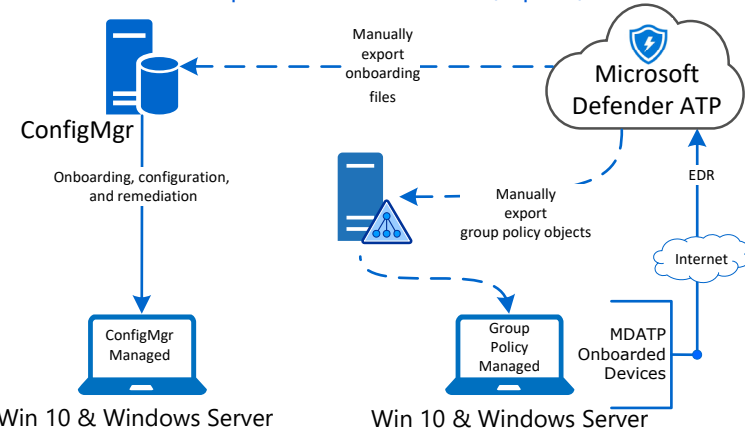 Manually
export
onboarding
files
Microsoft
Defender ATP
ConfigMgr
Onboarding, configuration,
and remediation
EDR
Manually
export
group policy objects
Internet
ConfigMgr
Managed
Group
Policy
Managed
MDATP
Onboarded
Devices
Win 10 & Windows Server
Win 10 & Windows Server